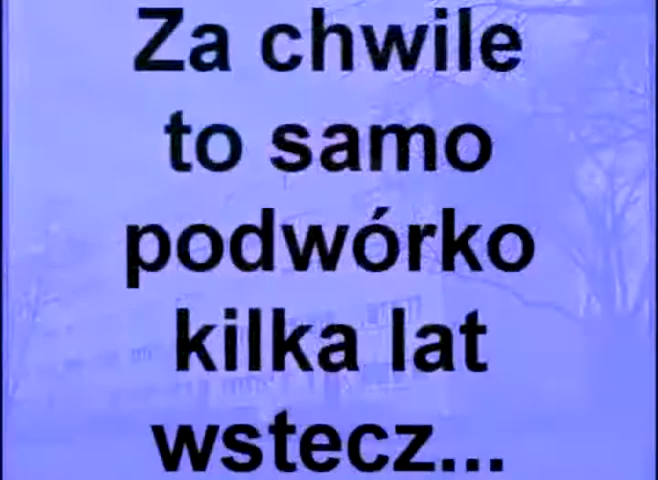 Za chwile
to samo
podwórko
kilka lat
wstecz...